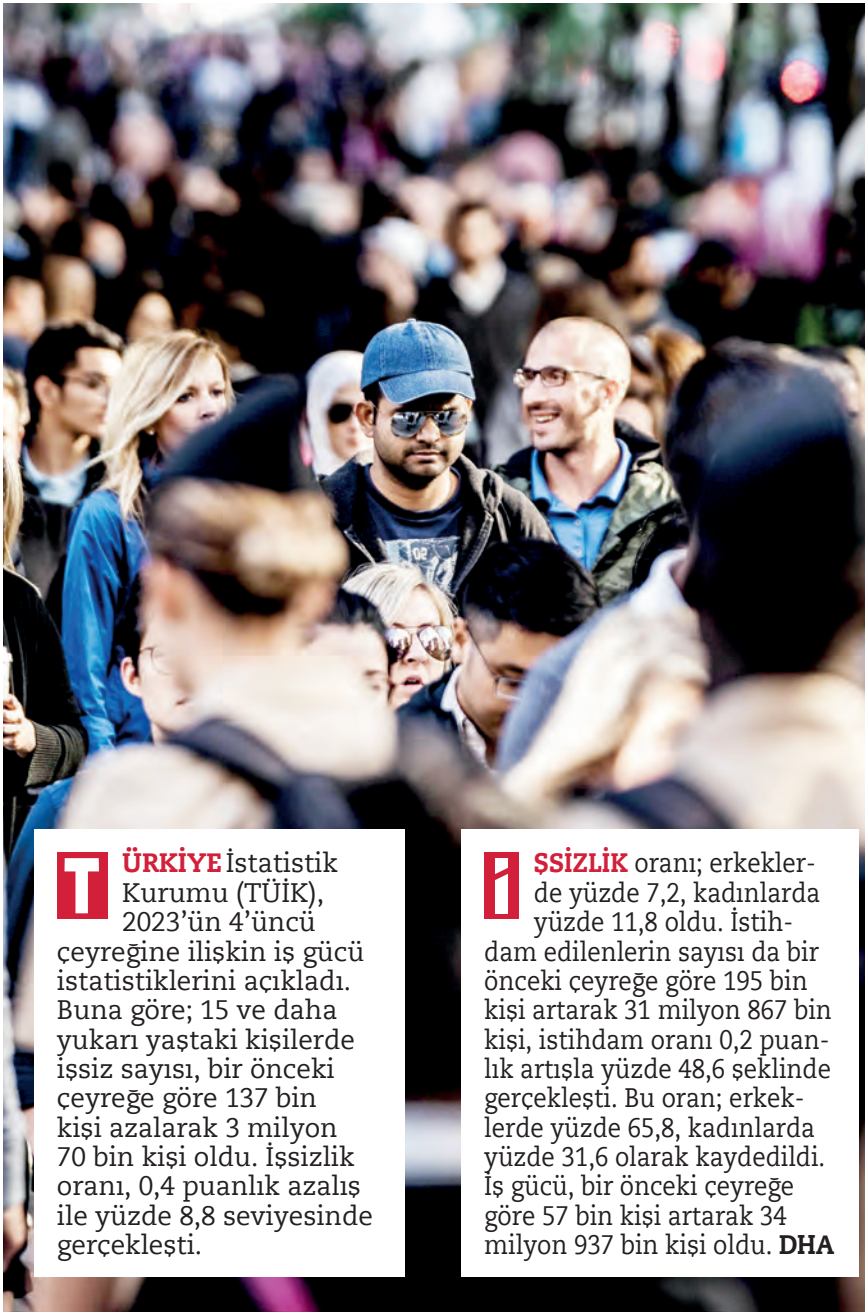 TÜRKİYE İstatistik
Kurumu (TÜİK),
2023’ün 4’üncü
çeyreğine ilişkin iş gücü
istatistiklerini açıkladı.
Buna göre; 15 ve daha
yukarı yaştaki kişilerde
işsiz sayısı, bir önceki
çeyreğe göre 137 bin
kişi azalarak 3 milyon
70 bin kişi oldu. İşsizlik
oranı, 0,4 puanlık azalış
ile yüzde 8,8 seviyesinde
gerçekleşti.
İŞSİZLİK oranı; erkekler-
de yüzde 7,2, kadınlarda
yüzde 11,8 oldu. İstih-
dam edilenlerin sayısı da bir
önceki çeyreğe göre 195 bin
kişi artarak 31 milyon 867 bin
kişi, istihdam oranı 0,2 puan-
lık artışla yüzde 48,6 şeklinde
gerçekleşti. Bu oran; erkek-
lerde yüzde 65,8, kadınlarda
yüzde 31,6 olarak kaydedildi.
İş gücü, bir önceki çeyreğe
göre 57 bin kişi artarak 34
milyon 937 bin kişi oldu. DHA